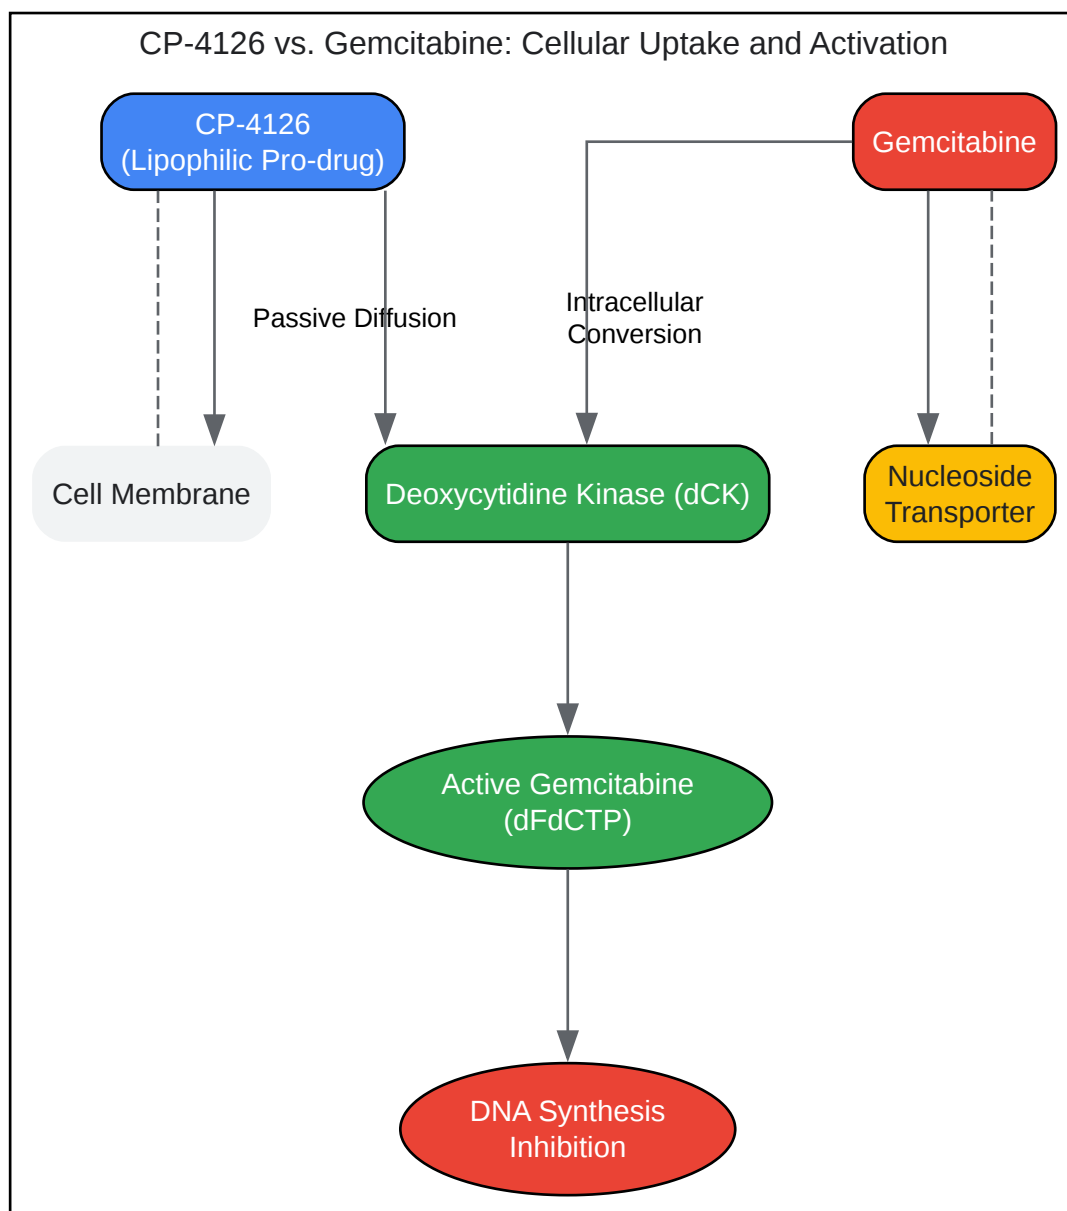 CP-4126 vs. Gemcitabine: Cellular Uptake and Activation
CP-4126
(Lipophilic Pro-drug)
Gemcitabine
Passive Diffusion
Intracellular
Conversion
Cell Membrane
Deoxycytidine Kinase (dCK)
Nucleoside
Transporter
Active Gemcitabine
(dFdCTP)
DNA Synthesis
Inhibition